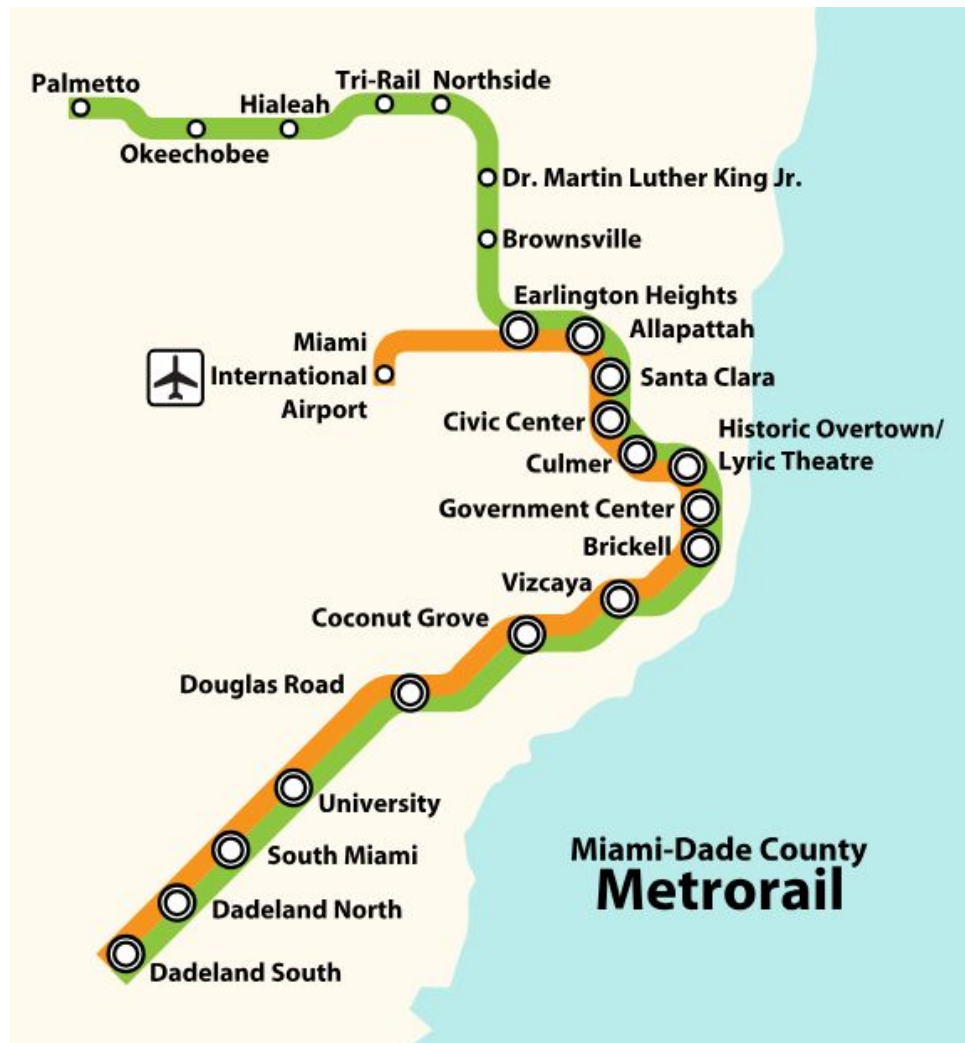 Palmetto
Okeechobee
Hialeah
Tri-Rail
Northside
Dr. Martin Luther King Jr.
Brownsville
Earlington Heights
Allapattah
Miami
International
Airport
Santa Clara
Civic Center
Culmer
Historic Overtown/
Lyric Theatre
Government Center
Brickell
Vizcaya
Coconut Grove
Douglas Road
University
South Miami
Dadeland North
Dadeland South
Miami-Dade County
Metrorail